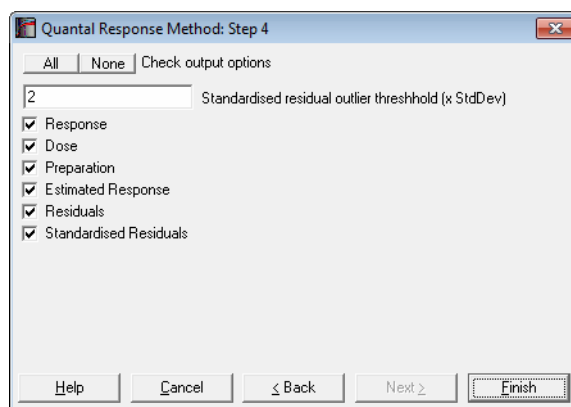 Quantal Response Method: Step 4
All None Check output options
2 Standardised residual outlier threshhold (x StdDev)
Response
Dose
Preparation
Estimated Response
Residuals
Standardised Residuals
Help Cancel < Back Next > Finish